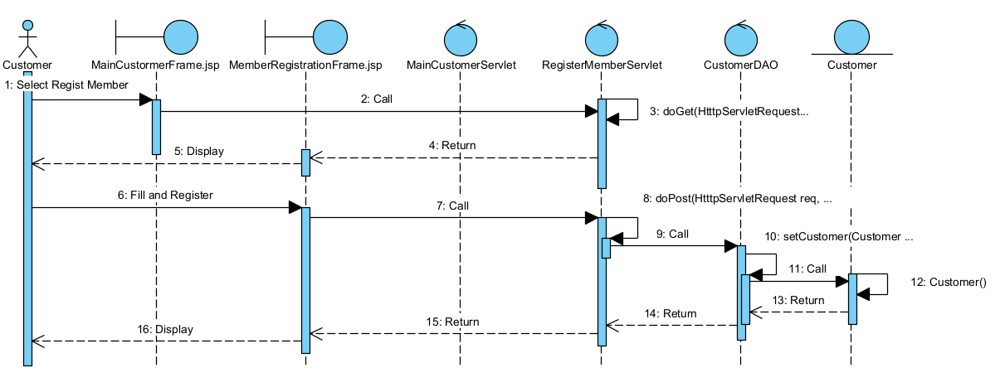 Customer
MainCustormerFrame.jsp
MemberRegistrationFrame.jsp
MainCustomerServlet
RegisterMemberServlet
CustomerDAO
Customer
1: Select Regist Member
2: Call
3: doGet(HtttpServletRequest...
4: Return
5: Display
6: Fill and Register
7: Call
8: doPost(HtttpServletRequest req, ...
9: Call
10: setCustomer(Customer ...
11: Call
12: Customer()
13: Return
14: Return
15: Return
16: Display